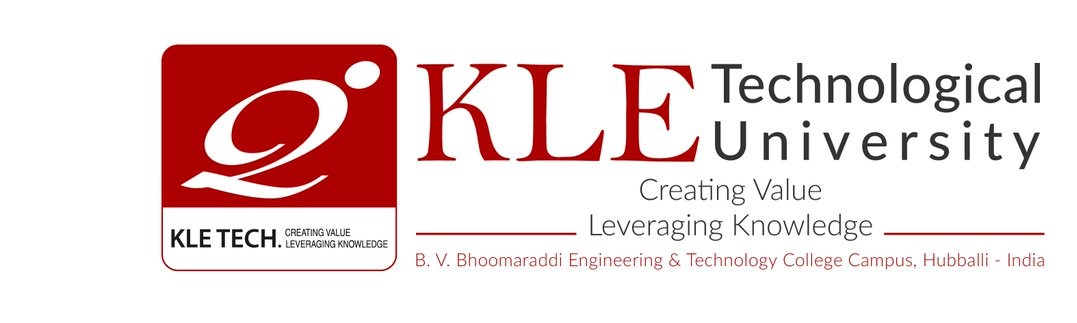 KLE TECH.
CREATING VALUE
LEVERAGING KNOWLEDGE
KLE Technological
University
Creating Value
Leveraging Knowledge
B. V. Bhoomaraddi Engineering & Technology College Campus, Hubballi - India